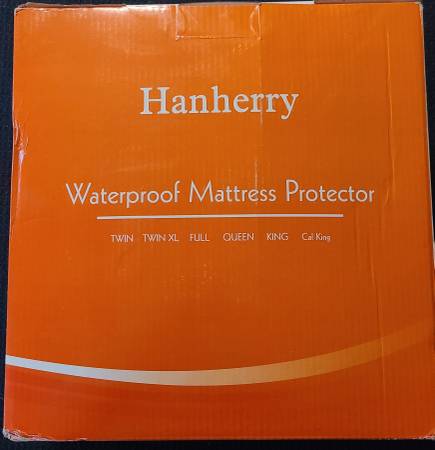 Hanherry
Waterproof Mattress Protector
TWIN TWIN XL FULL QUEEN KING Cal King